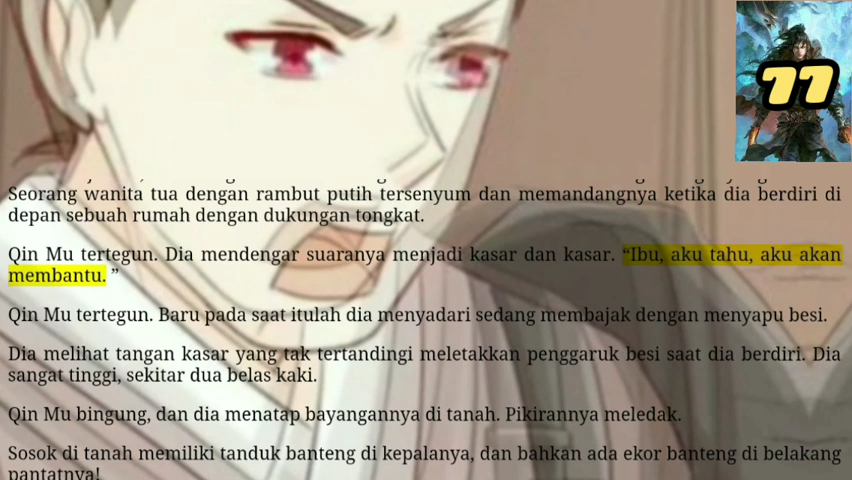 77
Seorang wanita tua dengan rambut putih tersenyum dan memandangnya ketika dia berdiri di
depan sebuah rumah dengan dukungan tongkat.
Qin Mu tertegun. Dia mendengar suaranya menjadi kasar dan kasar. “Ibu, aku tahu, aku akan
membantu. ”
Qin Mu tertegun. Baru pada saat itulah dia menyadari sedang membajak dengan menyapu besi.
Dia melihat tangan kasar yang tak tertandingi meletakkan penggaruk besi saat dia berdiri. Dia
sangat tinggi, sekitar dua belas kaki.
Qin Mu bingung, dan dia menatap bayangannya di tanah. Pikirannya meledak.
Sosok di tanah memiliki tanduk banteng di kepalanya, dan bahkan ada ekor banteng di belakang
pantatnya!